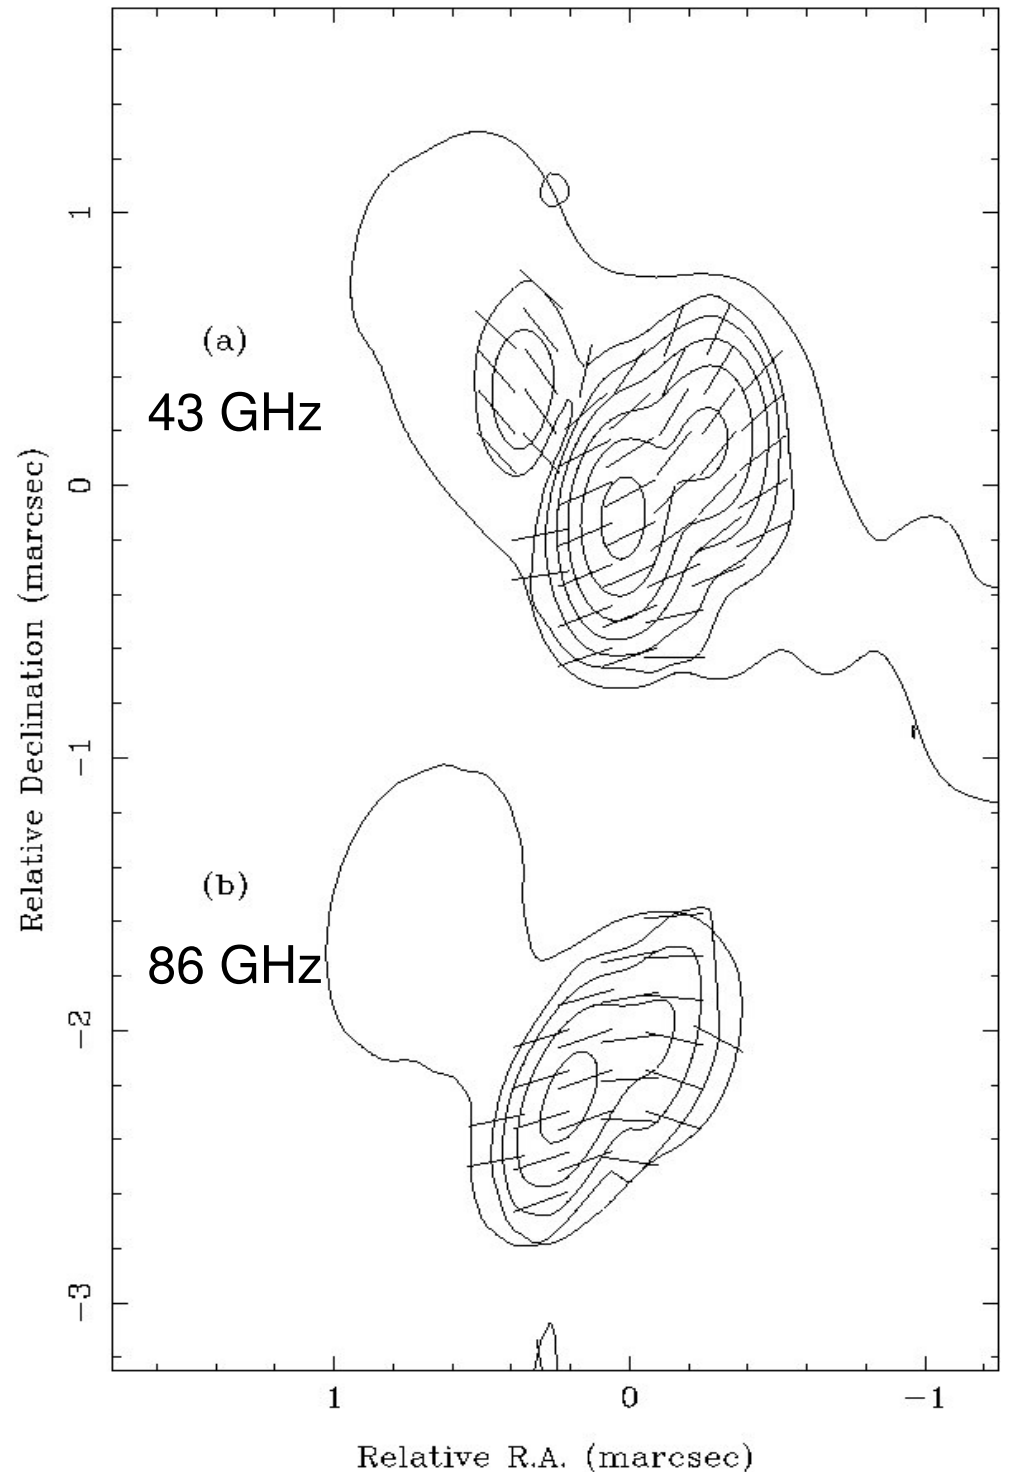 1
(a)
43 GHz
0
Relative Declination (marcsec)
−1
(b)
86 GHz
−2
−3
1 0 −1
Relative R.A. (marcsec)